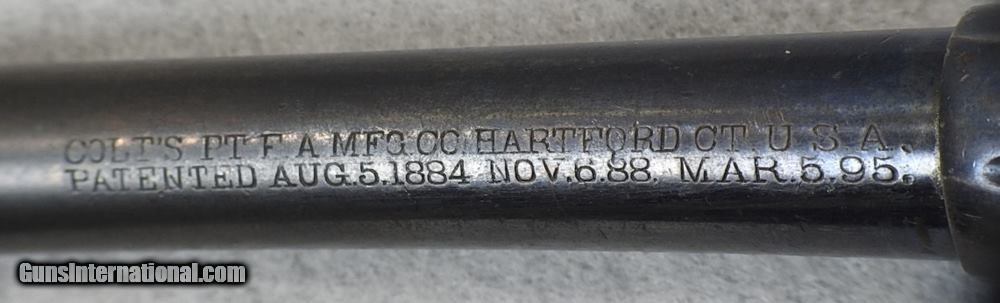 COLT'S PT F A MFG. CO. HARTFORD CT. U.S.A.
PATENTED AUG.5.1884 NOV.6.88. MAR.5.95.
GunsInternational.com